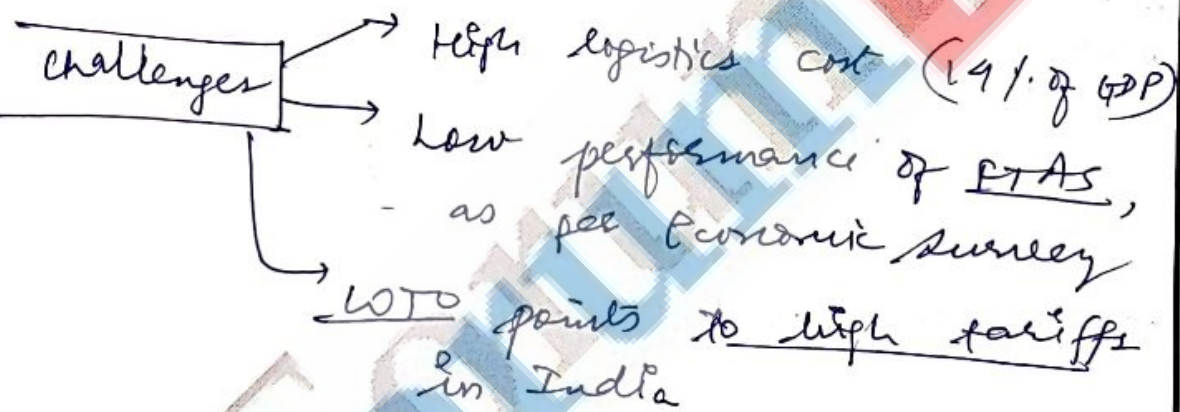 challenges
High logistics cost (14% of GDP)
Low performance of FTAs,
- as per Economic Survey
WTO points to high tariffs
in India